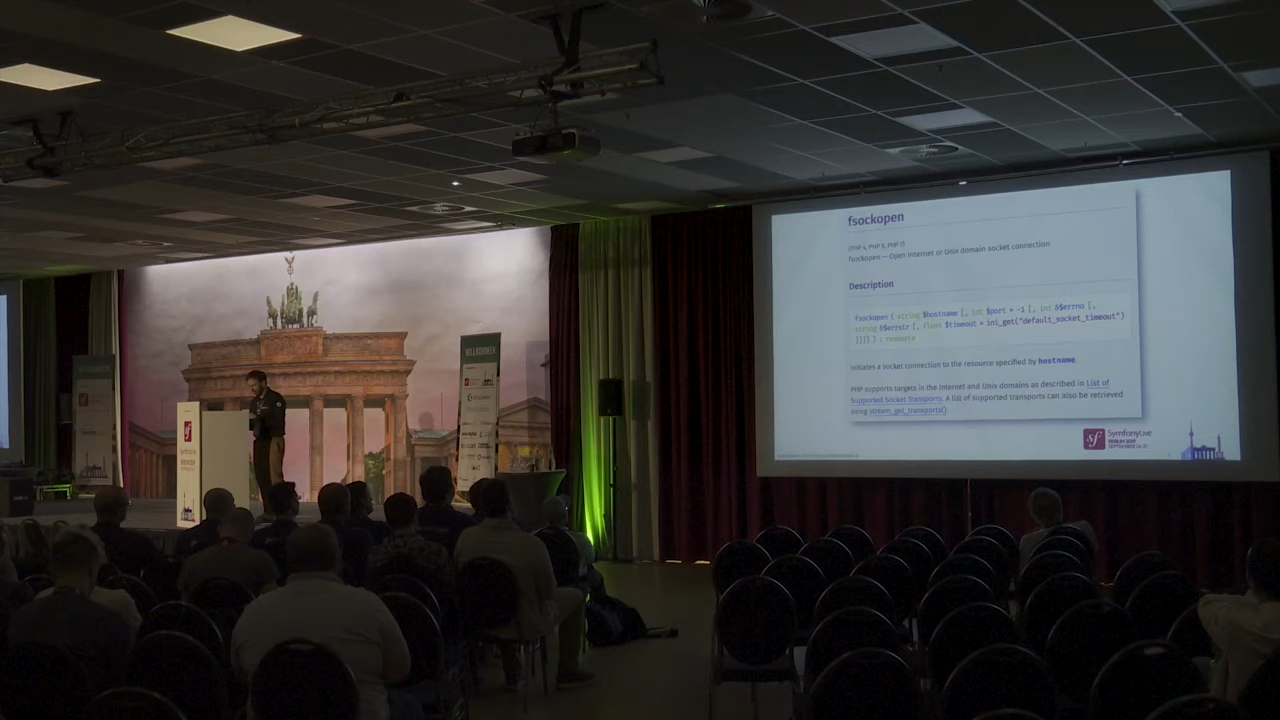 WILLKOMMEN
fsockopen
(PHP 4, PHP 5, PHP 7)
fsockopen — Open Internet or Unix domain socket connection
Description
fsockopen ( string $hostname [, int $port = -1 [, int &$errno [,
string &$errstr [, float $timeout = ini_get("default_socket_timeout")
]]]] ) : resource
Initiates a socket connection to the resource specified by hostname.
PHP supports targets in the Internet and Unix domains as described in List of
Supported Socket Transports. A list of supported transports can also be retrieved
using stream_get_transports().
sf SymfonyLive
BERLIN 2019